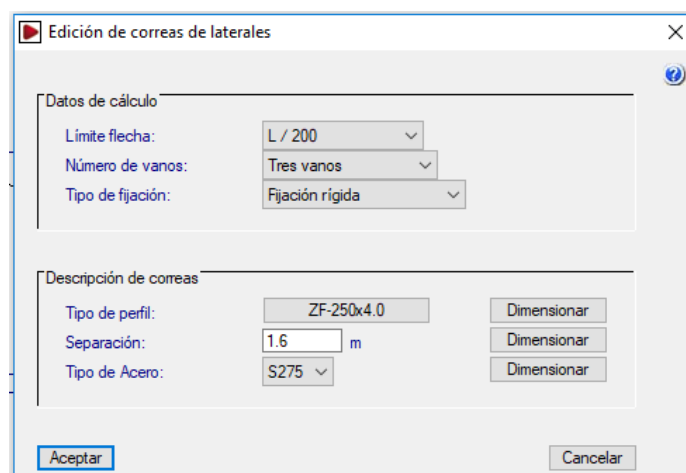 Edición de correas de laterales
Datos de cálculo
Límite flecha: L / 200
Número de vanos: Tres vanos
Tipo de fijación: Fijación rígida
Descripción de correas
Tipo de perfil: ZF-250x4.0 Dimensionar
Separación: 1.6 m Dimensionar
Tipo de Acero: S275 Dimensionar
Aceptar Cancelar